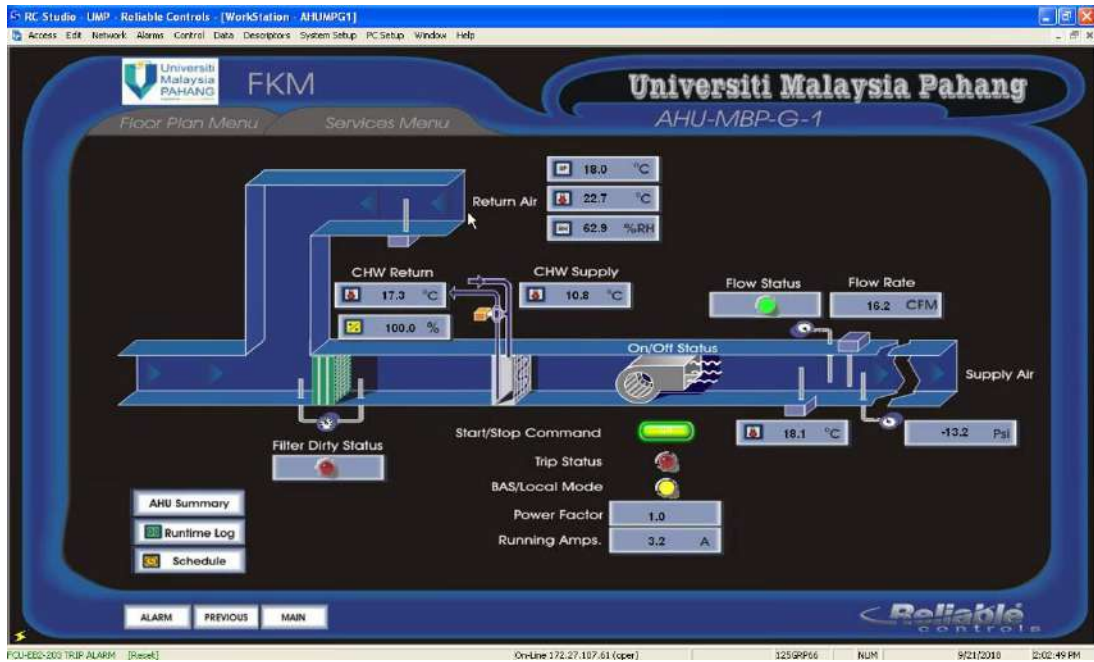 RC-Studio - UMP - Reliable Controls - [WorkStation - AHUMPG1]
Access Edit Network Alarms Control Data Descriptors System Setup PC Setup Window Help
Universiti
Malaysia
PAHANG
FKM
Universiti Malaysia Pahang
Floor Plan Menu
Services Menu
AHU-MBP-G-1
18.0 °C
Return Air
22.7 °C
62.9 %RH
CHW Return
17.3 °C
100.0 %
CHW Supply
10.8 °C
Flow Status
Flow Rate
16.2 CFM
On/Off Status
Supply Air
18.1 °C
-13.2 Psi
Filter Dirty Status
Start/Stop Command
Trip Status
BAS/Local Mode
Power Factor 1.0
Running Amps. 3.2 A
AHU Summary
Runtime Log
Schedule
ALARM PREVIOUS MAIN
Reliable
controls
FCU-EB2-203 TRIP ALARM [Reset]
On-Line 172.27.187.61 (oper)
125GRP66
NUM
9/21/2018
2:02:49 PM